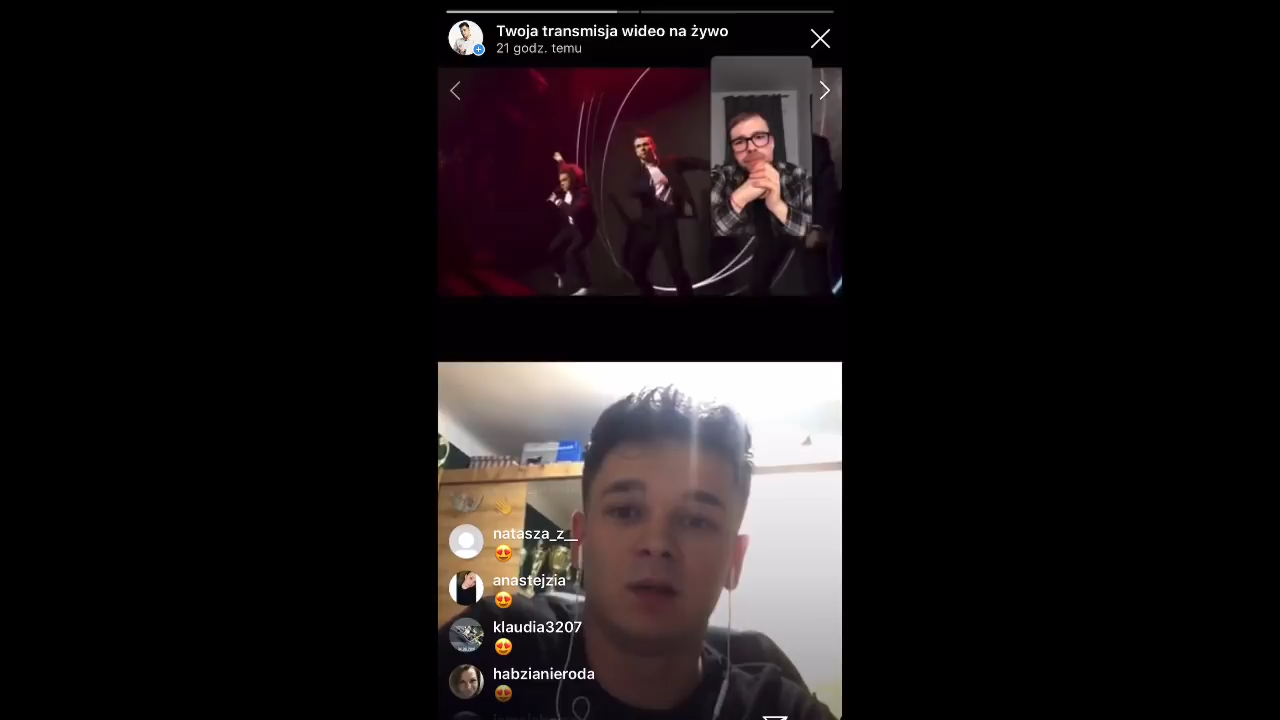 Twoja transmisja wideo na żywo
21 godz. temu
natasza_z__
😍
anastejzia
😍
klaudia3207
😍
habzianieroda
😍